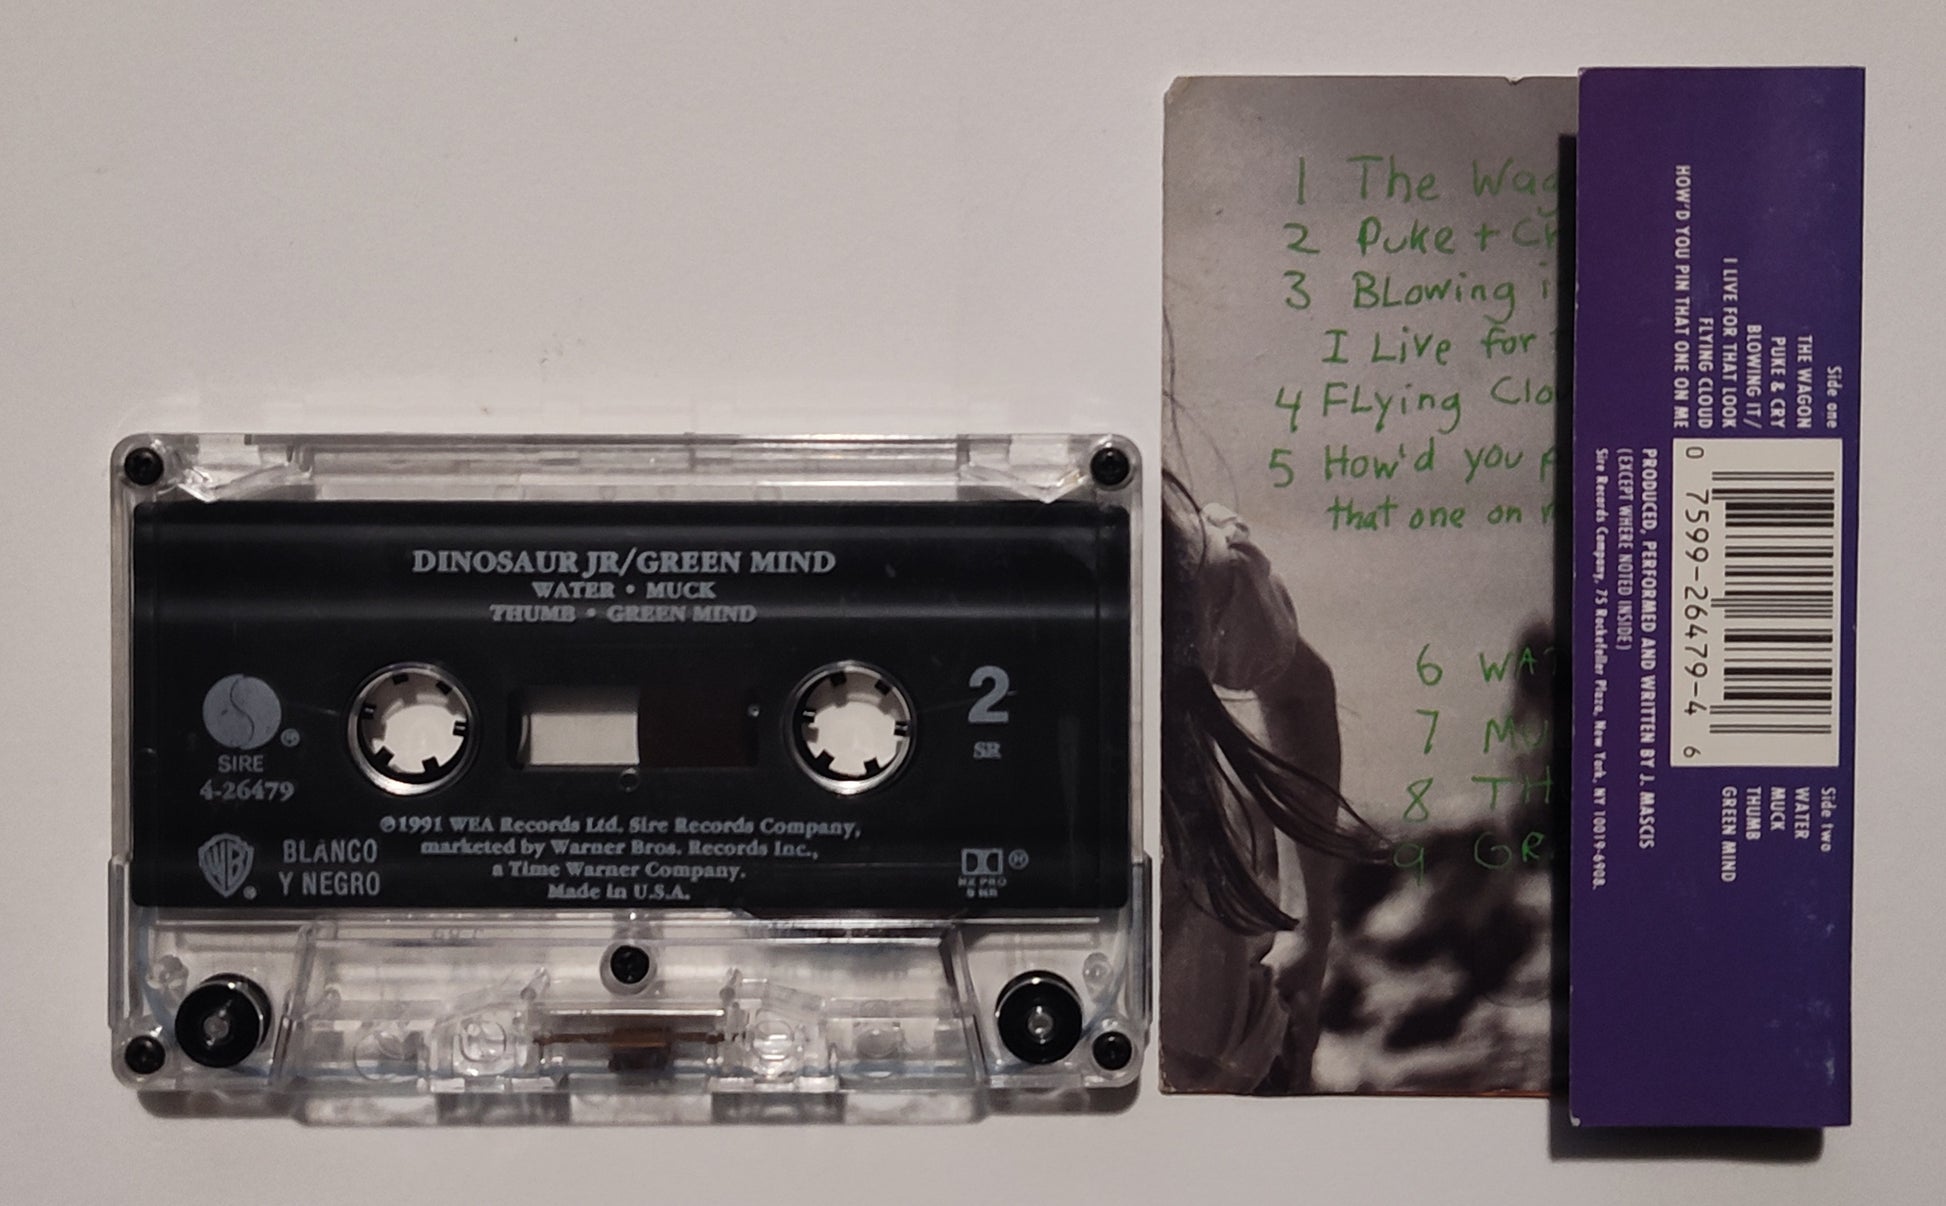 DINOSAUR JR/GREEN MIND
WATER • MUCK
THUMB • GREEN MIND
2
SR
SIRE
4-26479
℗1991 WEA Records Ltd. Sire Records Company,
marketed by Warner Bros. Records Inc.,
a Time Warner Company.
Made in U.S.A.
WB
BLANCO
Y NEGRO
HX PRO
B NR
1 The Wag
2 Puke + CR
3 BLowing i
I Live for
4 FLying Clo
5 How'd you p
that one on m
6 WAT
7 MU
8 TH
9 GR
Side one
THE WAGON
PUKE & CRY
BLOWING IT/
I LIVE FOR THAT LOOK
FLYING CLOUD
HOW'D YOU PIN THAT ONE ON ME
0 7599-26479-4 6
Side two
WATER
MUCK
THUMB
GREEN MIND
PRODUCED, PERFORMED AND WRITTEN BY J. MASCIS
(EXCEPT WHERE NOTED INSIDE)
Sire Records Company, 75 Rockefeller Plaza, New York, NY 10019-6908.